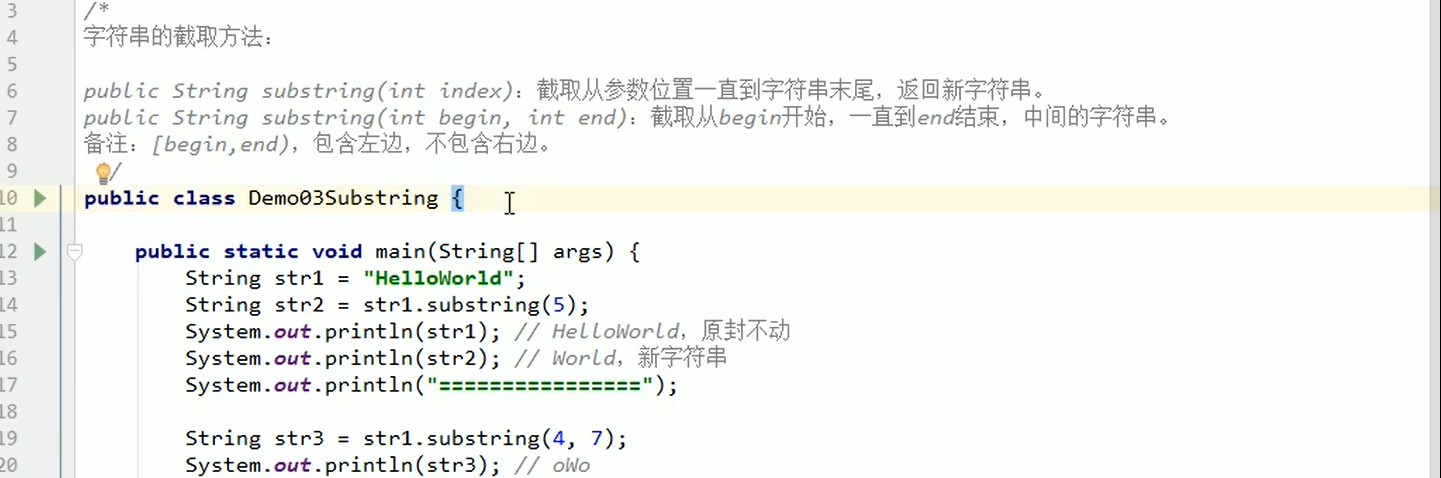 3 /*
4 字符串的截取方法：
5
6 public String substring(int index)：截取从参数位置一直到字符串末尾，返回新字符串。
7 public String substring(int begin, int end)：截取从begin开始，一直到end结束，中间的字符串。
8 备注：[begin,end)，包含左边，不包含右边。
9 /
10 public class Demo03Substring {
11
12 public static void main(String[] args) {
13 String str1 = "HelloWorld";
14 String str2 = str1.substring(5);
15 System.out.println(str1); // HelloWorld，原封不动
16 System.out.println(str2); // World，新字符串
17 System.out.println("================");
18
19 String str3 = str1.substring(4, 7);
20 System.out.println(str3); // oWo